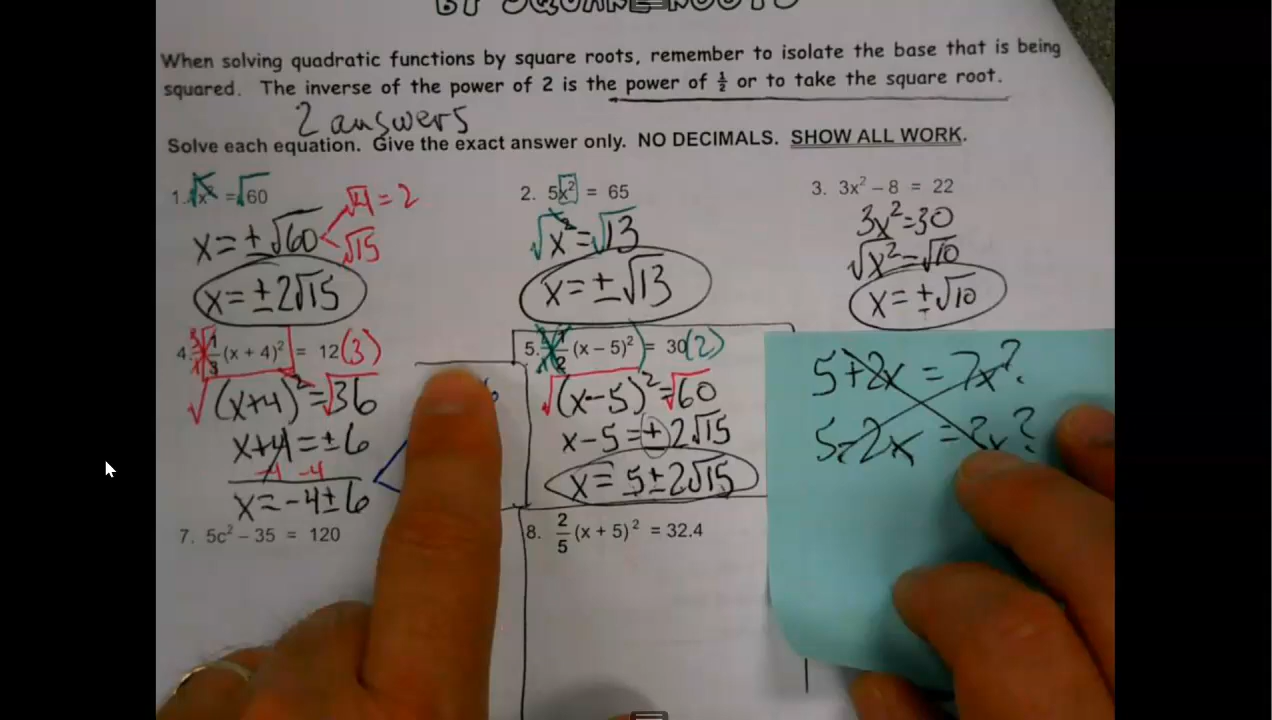 BY SQUARE ROOTS
When solving quadratic functions by square roots, remember to isolate the base that is being
squared. The inverse of the power of 2 is the power of ½ or to take the square root.
2 answers
Solve each equation. Give the exact answer only. NO DECIMALS. SHOW ALL WORK.
1. √x² = √60
√4 = 2
√15
x = ±√60
x = ±2√15
2. 5x² = 65
√x² = √13
x = ±√13
3. 3x² – 8 = 22
3x² = 30
√x² = √10
x = ±√10
4. 3/1 · 1/3 (x + 4)² = 12(3)
√(x+4)² = √36
x+4 = ±6
-4 -4
x = -4 ± 6
5. 2/1 · 1/2 (x – 5)² = 30(2)
√(x-5)² = √60
x-5 = ±2√15
x = 5±2√15
5+2x = 7x?
5-2x = 3x?
7. 5c² – 35 = 120
8. 2/5 (x + 5)² = 32.4